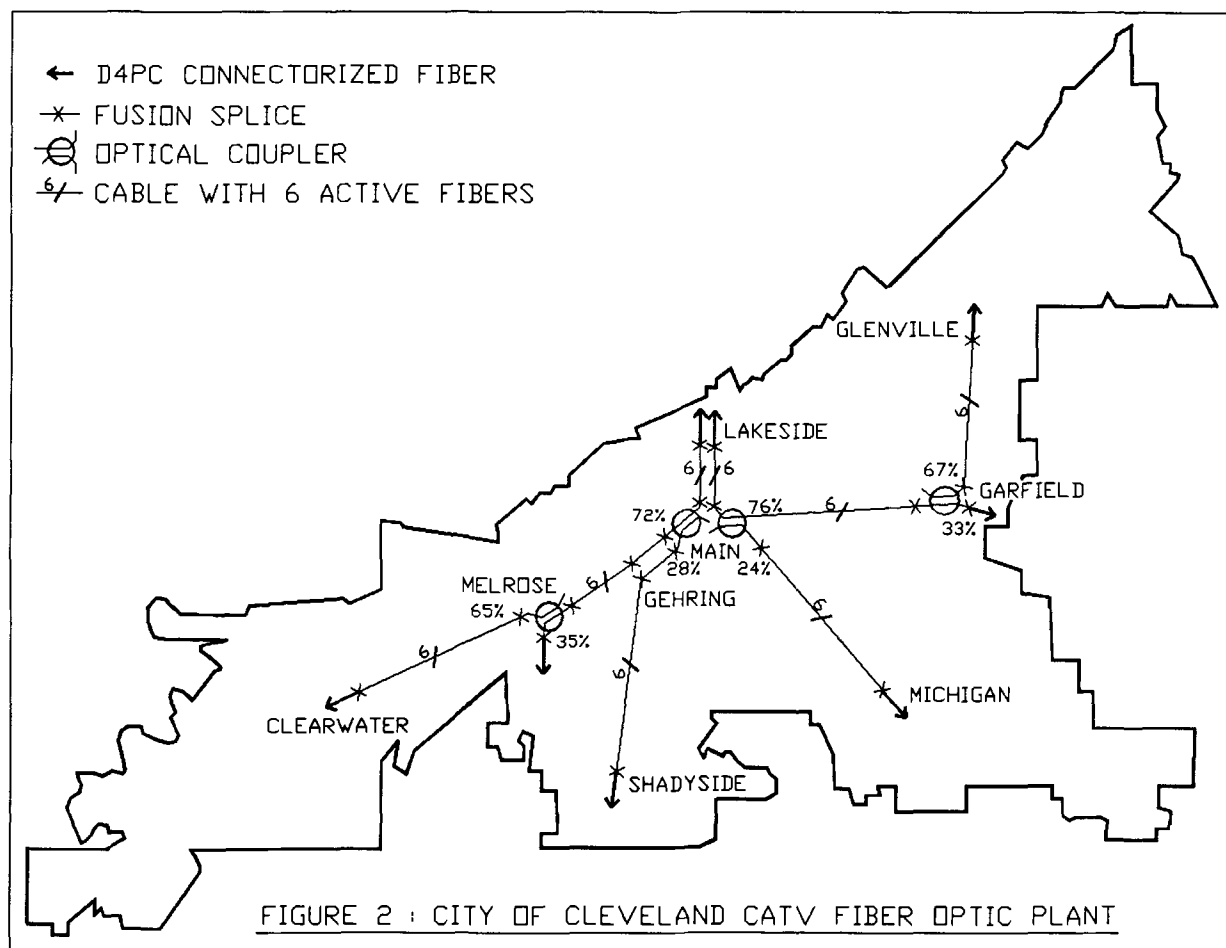 D4PC CONNECTORIZED FIBER
FUSION SPLICE
OPTICAL COUPLER
6 CABLE WITH 6 ACTIVE FIBERS
GLENVILLE
6
LAKESIDE
6 6
67%
GARFIELD
72%
76%
6
33%
MAIN
28%
24%
MELROSE
6
GEHRING
65%
35%
6
6
6
MICHIGAN
CLEARWATER
SHADYSIDE
FIGURE 2 : CITY OF CLEVELAND CATV FIBER OPTIC PLANT